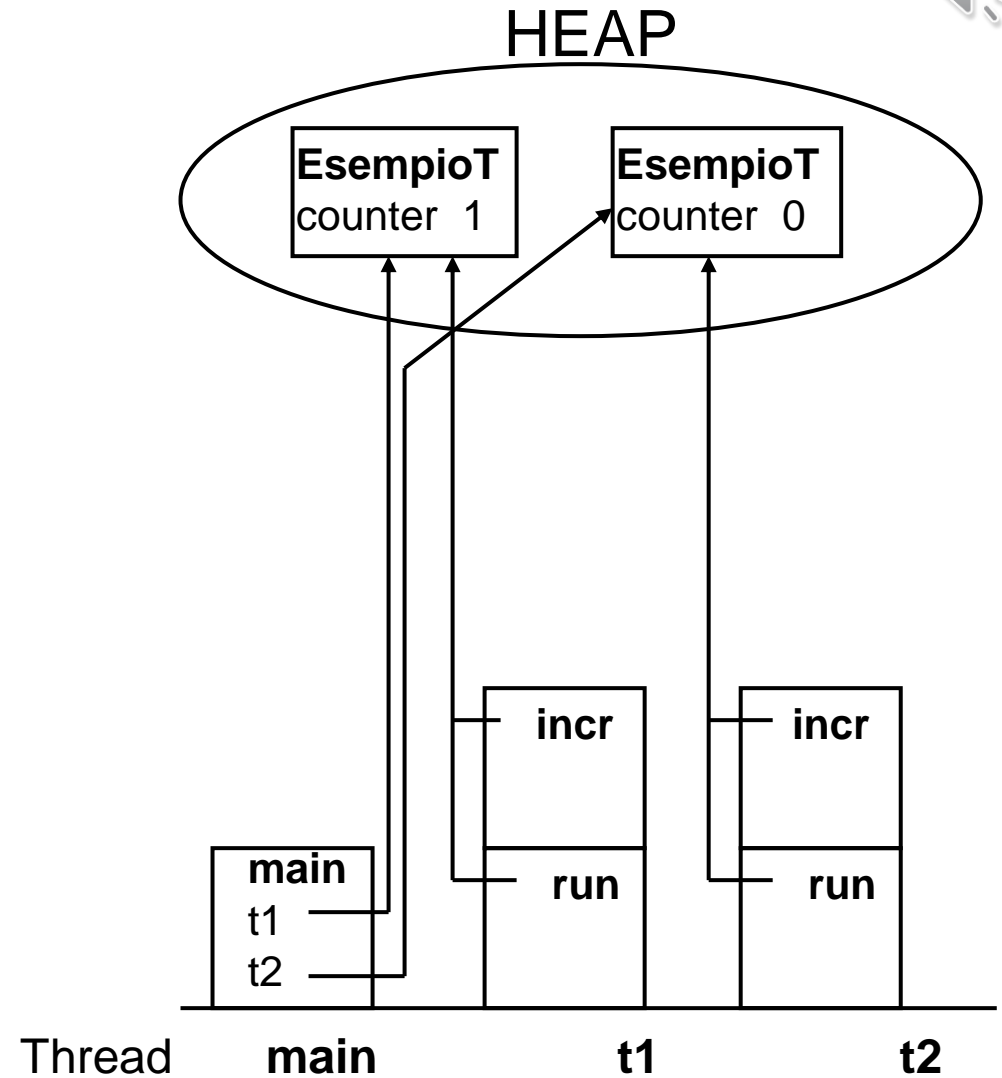 HEAP
EsempioT
counter 1
EsempioT
counter 0
incr
incr
main
t1
t2
run
run
Thread main t1 t2